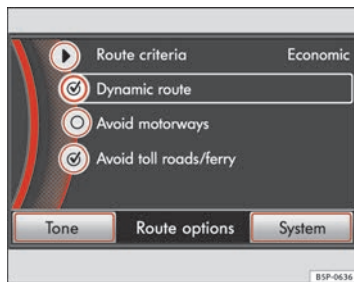 Route criteria Economic
Dynamic route
Avoid motorways
Avoid toll roads/ferry
Tone Route options System
B5P-0636